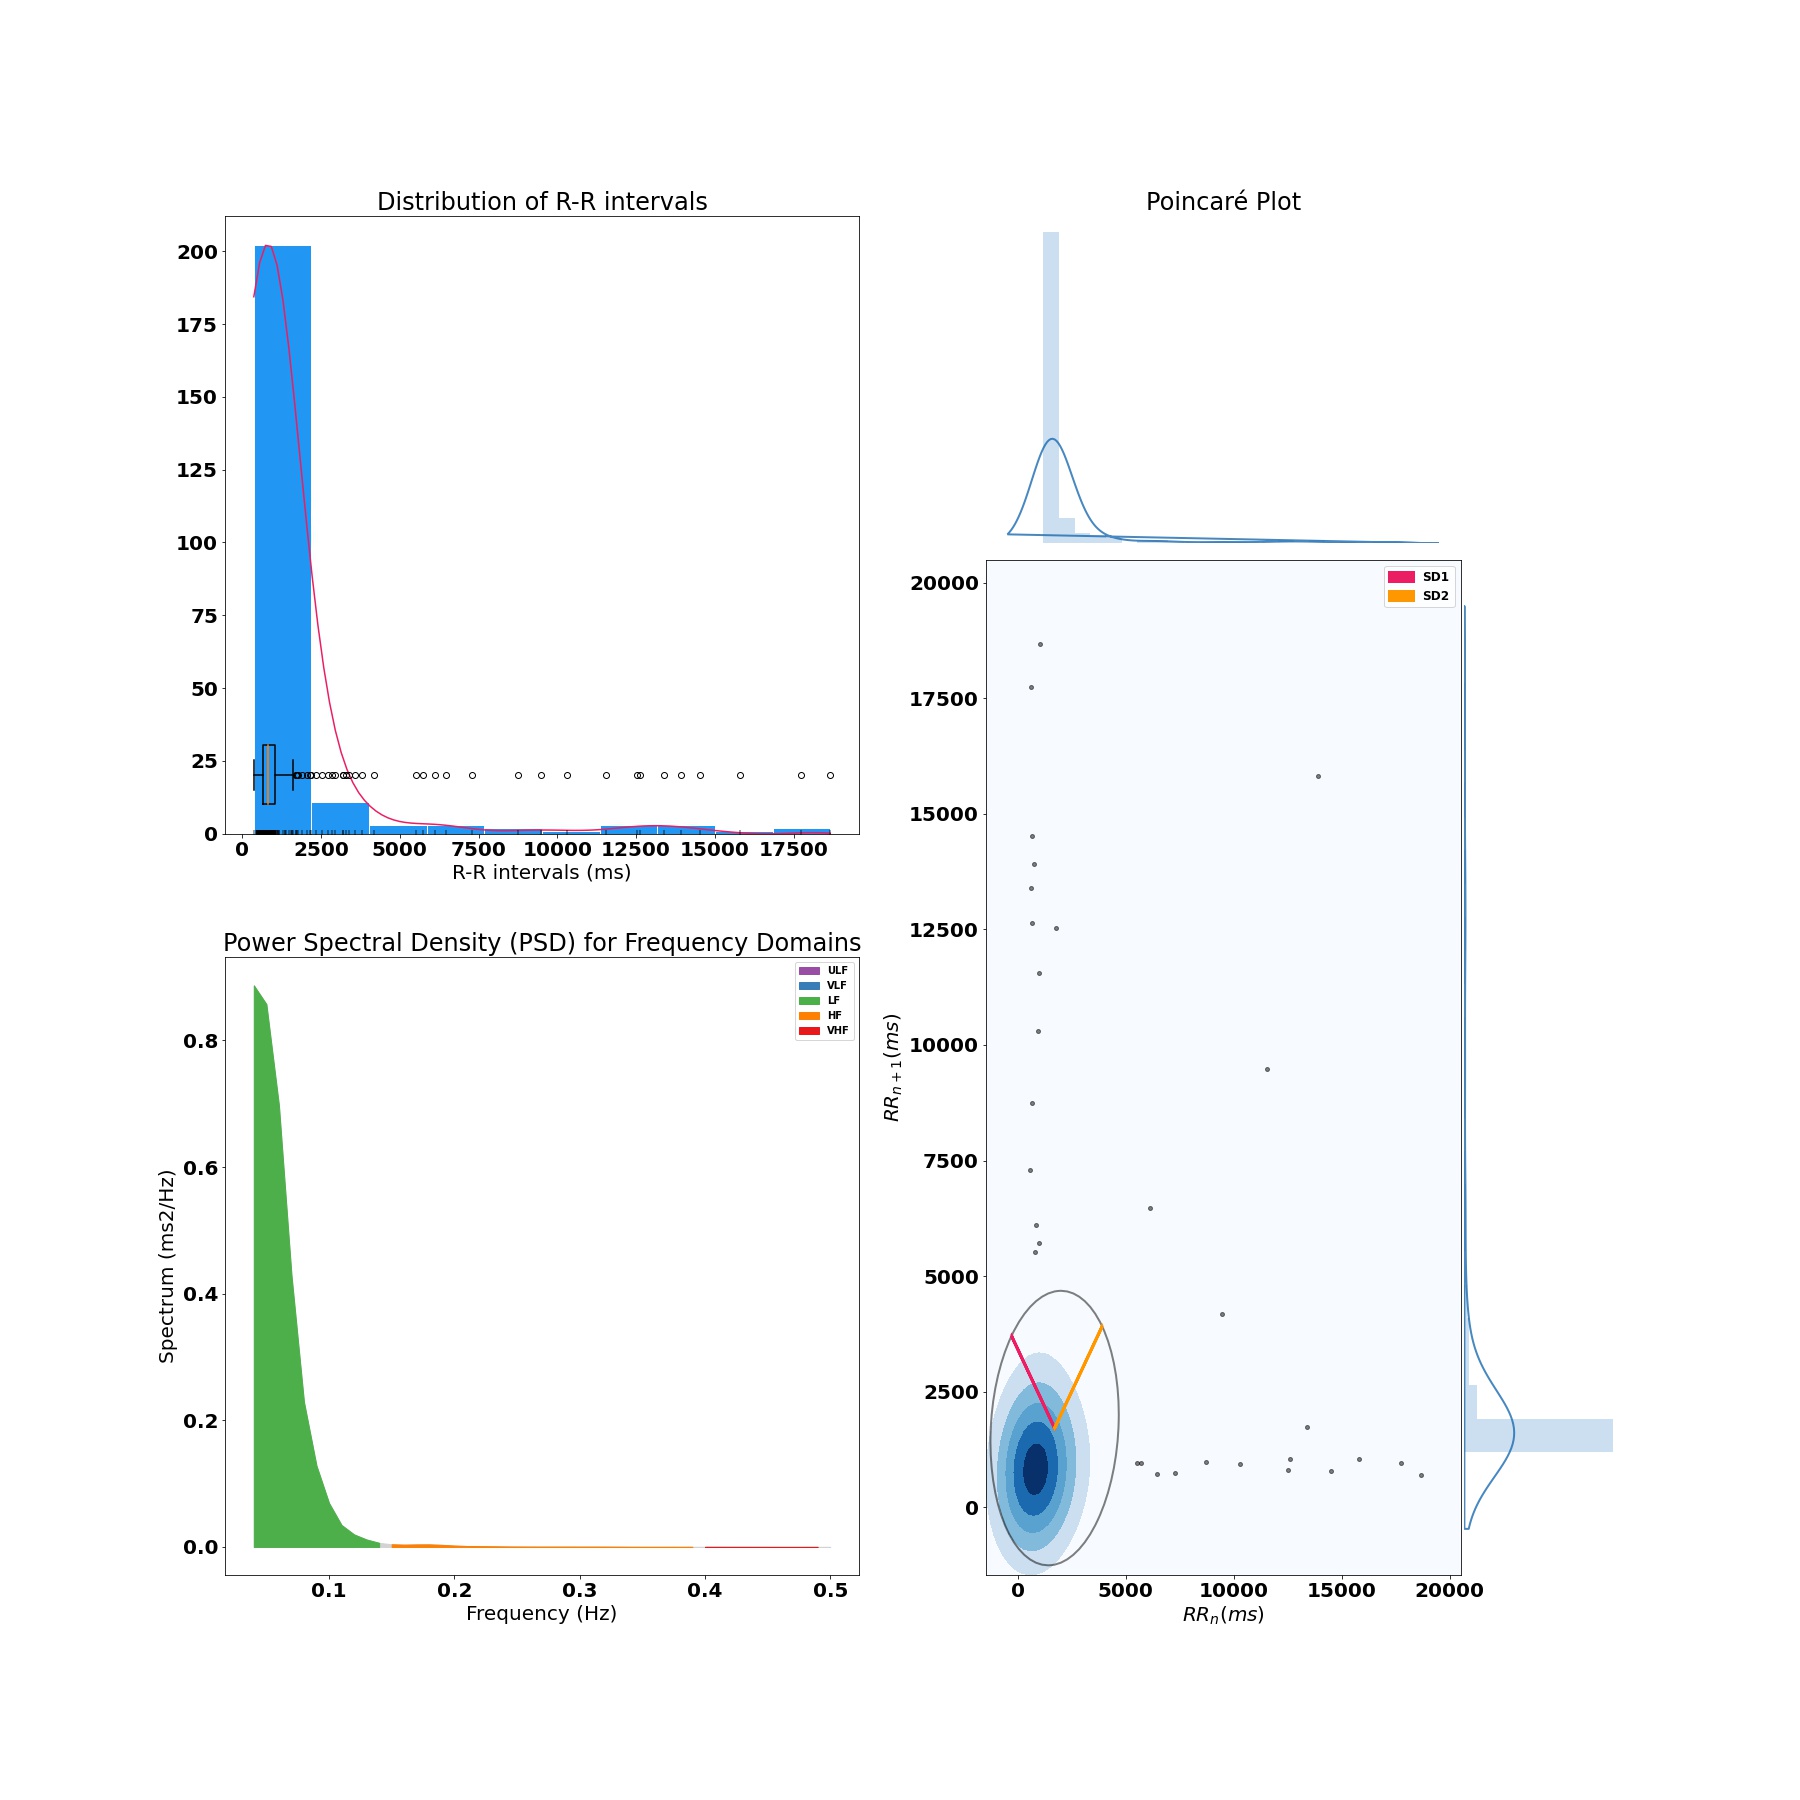 Distribution of R-R intervals
200
175
150
125
100
75
50
25
0
0 2500 5000 7500 10000 12500 15000 17500
R-R intervals (ms)
Power Spectral Density (PSD) for Frequency Domains
ULF
VLF
LF
HF
VHF
Spectrum (ms2/Hz)
0.8
0.6
0.4
0.2
0.0
0.1 0.2 0.3 0.4 0.5
Frequency (Hz)
Poincaré Plot
SD1
SD2
RRn+1(ms)
20000
17500
15000
12500
10000
7500
5000
2500
0
0 5000 10000 15000 20000
RRn(ms)